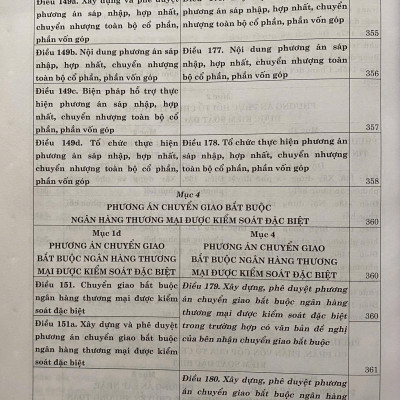 Điều 149a. Xây dựng và phê duyệt
phương án sáp nhập, hợp nhất, chuyển
nhượng toàn bộ cổ phần,
phần vốn góp
phương án sáp nhập, hợp nhất, chuyển
nhượng toàn bộ cổ phần, phần vốn góp
355
Điều 149b. Nội dung phương án sáp
nhập, hợp nhất, chuyển nhượng
toàn bộ cổ phần, phần vốn góp
Điều 177. Nội dung phương án sáp
nhập, hợp nhất, chuyển nhượng
toàn bộ cổ phần, phần vốn góp
356
Điều 149c. Biện pháp hỗ trợ thực
hiện phương án sáp nhập, hợp
nhất, chuyển nhượng toàn bộ cổ
phần, phần vốn góp
357
Điều 149d. Tổ chức thực hiện
phương án sáp nhập, hợp nhất,
chuyển nhượng toàn bộ cổ phần,
phần vốn góp
Điều 178. Tổ chức thực hiện phương án
sáp nhập, hợp nhất, chuyển nhượng
toàn bộ cổ phần, phần vốn góp
358
Mục 4
PHƯƠNG ÁN CHUYỂN GIAO BẮT BUỘC
NGÂN HÀNG THƯƠNG MẠI ĐƯỢC KIỂM SOÁT ĐẶC BIỆT
360
Mục 1d
PHƯƠNG ÁN CHUYỂN GIAO
BẮT BUỘC NGÂN HÀNG THƯƠNG
MẠI ĐƯỢC KIỂM SOÁT ĐẶC BIỆT
Mục 4
PHƯƠNG ÁN CHUYỂN GIAO
BẮT BUỘC NGÂN HÀNG THƯƠNG
MẠI ĐƯỢC KIỂM SOÁT ĐẶC BIỆT
360
Điều 151. Chuyển giao bắt buộc
ngân hàng thương mại được kiểm
soát đặc biệt
Điều 179. Xây dựng, phê duyệt phương
án chuyển giao bắt buộc ngân hàng
thương mại được kiểm soát đặc biệt
trong trường hợp có văn bản đề nghị
của bên nhận chuyển giao bắt buộc
360
Điều 151a. Xây dựng và phê duyệt
phương án chuyển giao bắt buộc
ngân hàng thương mại được kiểm
soát đặc biệt
361
Điều 180. Xây dựng, phê duyệt phương
án chuyển giao bắt buộc ngân hàng